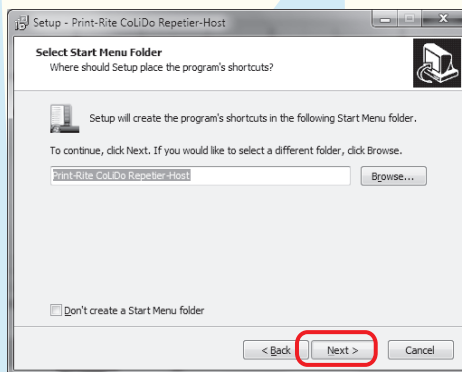 Setup - Print-Rite CoLiDo Repetier-Host
Select Start Menu Folder
Where should Setup place the program's shortcuts?
Setup will create the program's shortcuts in the following Start Menu folder.
To continue, click Next. If you would like to select a different folder, click Browse.
Print-Rite CoLiDo Repetier-Host
Browse...
Don't create a Start Menu folder
< Back
Next >
Cancel